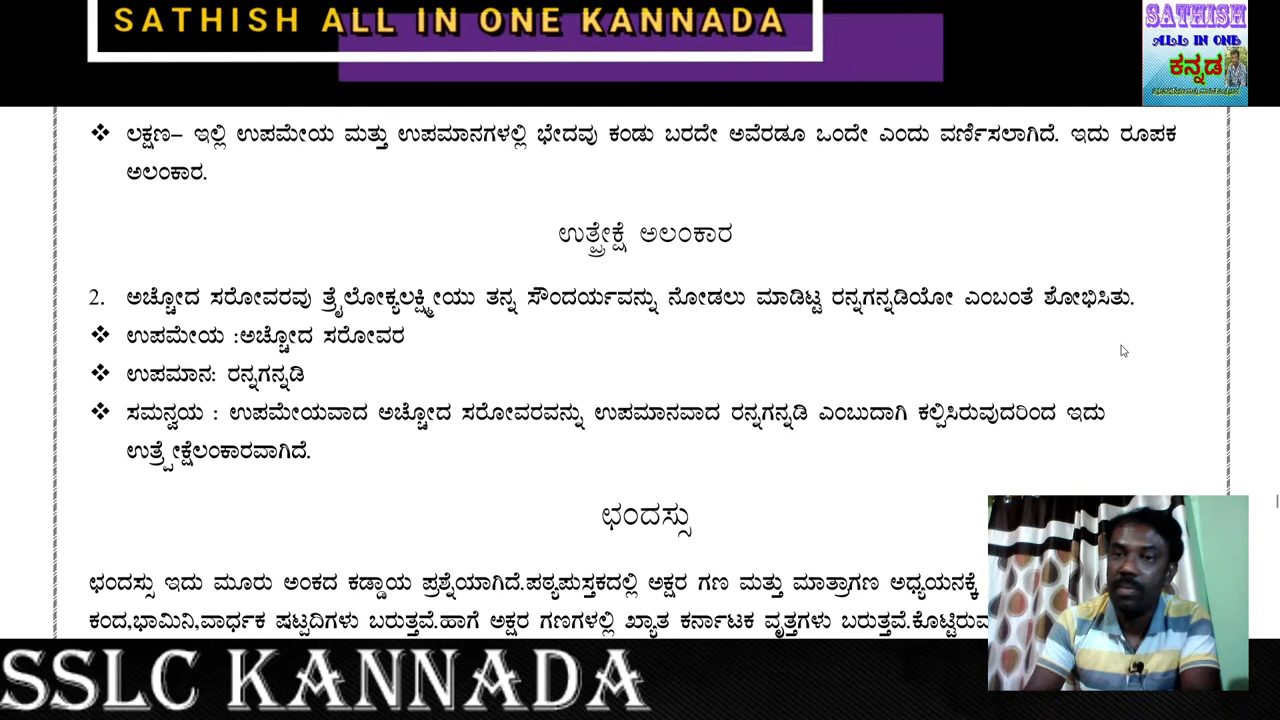 SATHISH ALL IN ONE KANNADA
SATHISH
ALL IN ONE
ಕನ್ನಡ
❖ ಲಕ್ಷಣ– ಇಲ್ಲಿ ಉಪಮೇಯ ಮತ್ತು ಉಪಮಾನಗಳಲ್ಲಿ ಭೇದವು ಕಂಡು ಬರದೇ ಅವೆರಡೂ ಒಂದೇ ಎಂದು ವರ್ಣಿಸಲಾಗಿದೆ. ಇದು ರೂಪಕ
ಅಲಂಕಾರ.
ಉತ್ಪ್ರೇಕ್ಷೆ ಅಲಂಕಾರ
2. ಅಚ್ಚೋದ ಸರೋವರವು ತ್ರೈಲೋಕ್ಯಲಕ್ಷ್ಮೀಯು ತನ್ನ ಸೌಂದರ್ಯವನ್ನು ನೋಡಲು ಮಾಡಿಟ್ಟ ರನ್ನಗನ್ನಡಿಯೋ ಎಂಬಂತೆ ಶೋಭಿಸಿತು.
❖ ಉಪಮೇಯ :ಅಚ್ಚೋದ ಸರೋವರ
❖ ಉಪಮಾನ: ರನ್ನಗನ್ನಡಿ
❖ ಸಮನ್ವಯ : ಉಪಮೇಯವಾದ ಅಚ್ಚೋದ ಸರೋವರವನ್ನು ಉಪಮಾನವಾದ ರನ್ನಗನ್ನಡಿ ಎಂಬುದಾಗಿ ಕಲ್ಪಿಸಿರುವುದರಿಂದ ಇದು
ಉತ್ಪ್ರೇಕ್ಷೆಲಂಕಾರವಾಗಿದೆ.
ಛಂದಸ್ಸು
ಛಂದಸ್ಸು ಇದು ಮೂರು ಅಂಕದ ಕಡ್ಡಾಯ ಪ್ರಶ್ನೆಯಾಗಿದೆ.ಪಠ್ಯಪುಸ್ತಕದಲ್ಲಿ ಅಕ್ಷರ ಗಣ ಮತ್ತು ಮಾತ್ರಾಗಣ ಅಧ್ಯಯನಕ್ಕೆ
ಕಂದ,ಭಾಮಿನಿ,ವಾರ್ಧಕ ಷಟ್ಪದಿಗಳು ಬರುತ್ತವೆ.ಹಾಗೆ ಅಕ್ಷರ ಗಣಗಳಲ್ಲಿ ಖ್ಯಾತ ಕರ್ನಾಟಕ ವೃತ್ತಗಳು ಬರುತ್ತವೆ.ಕೊಟ್ಟಿರುವ
SSLC KANNADA